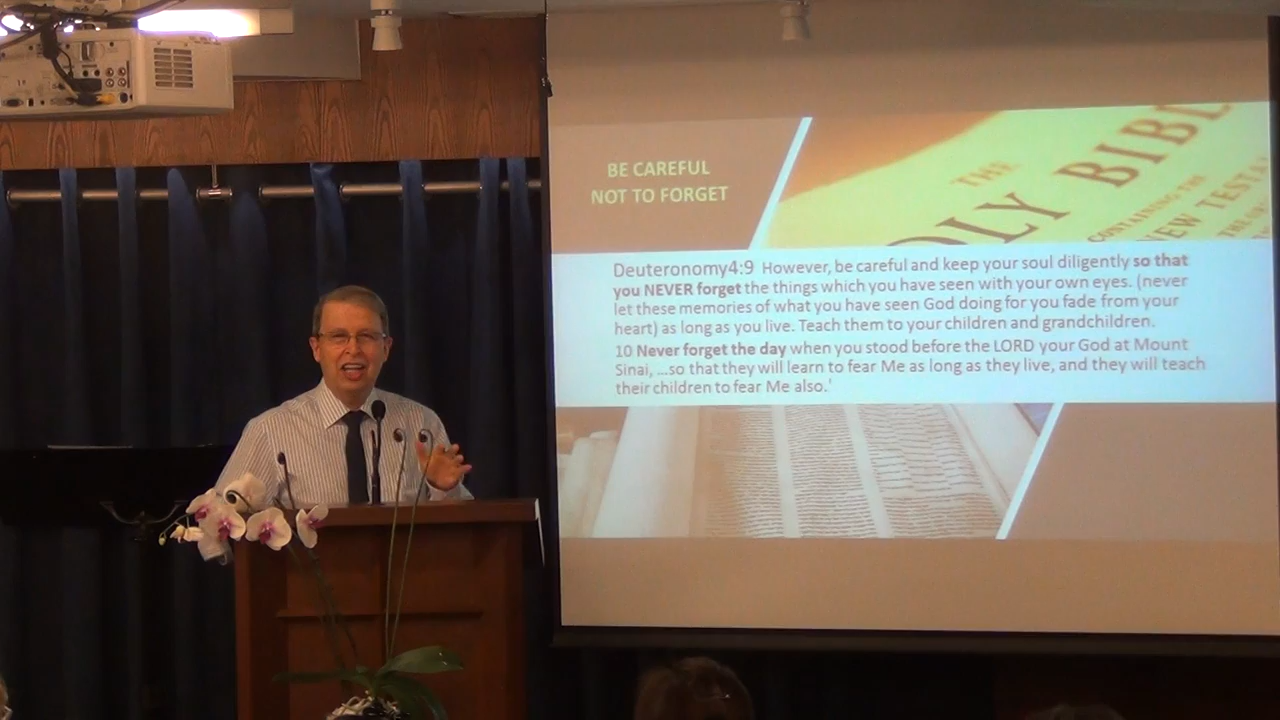 BE CAREFUL
NOT TO FORGET
THE
OLY BIBL
CONTAINING THE
NEW TESTA
THE O
Deuteronomy4:9 However, be careful and keep your soul diligently so that
you NEVER forget the things which you have seen with your own eyes. (never
let these memories of what you have seen God doing for you fade from your
heart) as long as you live. Teach them to your children and grandchildren.
10 Never forget the day when you stood before the LORD your God at Mount
Sinai, ...so that they will learn to fear Me as long as they live, and they will teach
their children to fear Me also.'